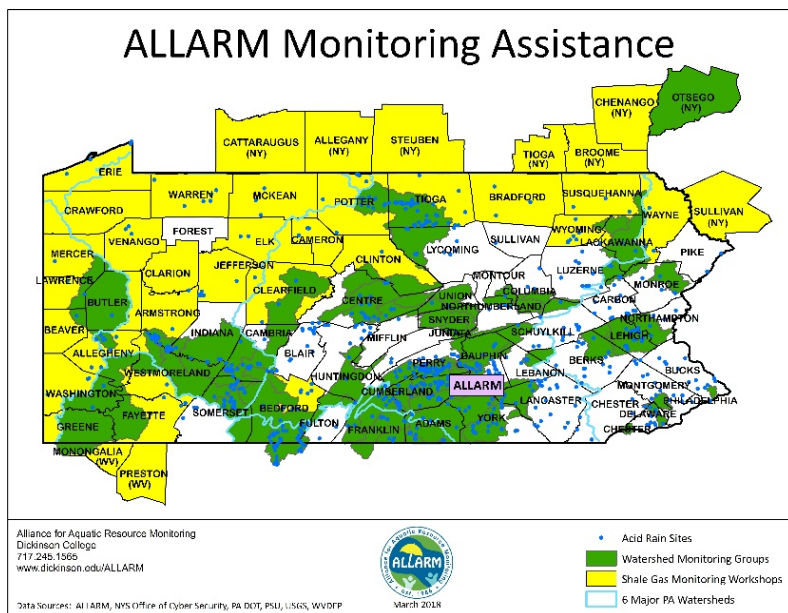 ALLARM Monitoring Assistance
OTSEGO
(NY)
CHENANGO
(NY)
CATTARAUGUS
(NY)
ALLEGANY
(NY)
STEUBEN
(NY)
TIOGA
(NY)
BROOME
(NY)
ERIE
WARREN
MCKEAN
POTTER
TIOGA
BRADFORD
SUSQUEHANNA
WAYNE
SULLIVAN
(NY)
CRAWFORD
FOREST
WYOMING
LACKAWANNA
VENANGO
ELK
CAMERON
LYCOMING
SULLIVAN
PIKE
MERCER
CLARION
JEFFERSON
CLINTON
LUZERNE
LAWRENCE
BUTLER
CLEARFIELD
CENTRE
MONTOUR
COLUMBIA
UNION
MONROE
CARBON
ARMSTRONG
NORTHUMBERLAND
SNYDER
NORTHAMPTON
BEAVER
INDIANA
CAMBRIA
MIFFLIN
JUNIATA
SCHUYLKILL
LEHIGH
ALLEGHENY
BLAIR
PERRY
DAUPHIN
BERKS
WESTMORELAND
HUNTINGDON
LEBANON
BUCKS
WASHINGTON
CUMBERLAND
ALLARM
MONTGOMERY
FAYETTE
SOMERSET
BEDFORD
LANCASTER
CHESTER
PHILADELPHIA
GREENE
FULTON
FRANKLIN
ADAMS
YORK
DELAWARE
CHESTER
MONONGALIA
(WV)
PRESTON
(WV)
Alliance for Aquatic Resource Monitoring
Dickinson College
717.245.1565
www.dickinson.edu/ALLARM
Data Sources: ALLARM, NYS Office of Cyber Security, PA DOT, PSU, USGS, WVDEP
Alliance for Aquatic Resource Monitoring
ALLARM
est. 1986
March 2018
Acid Rain Sites
Watershed Monitoring Groups
Shale Gas Monitoring Workshops
6 Major PA Watersheds